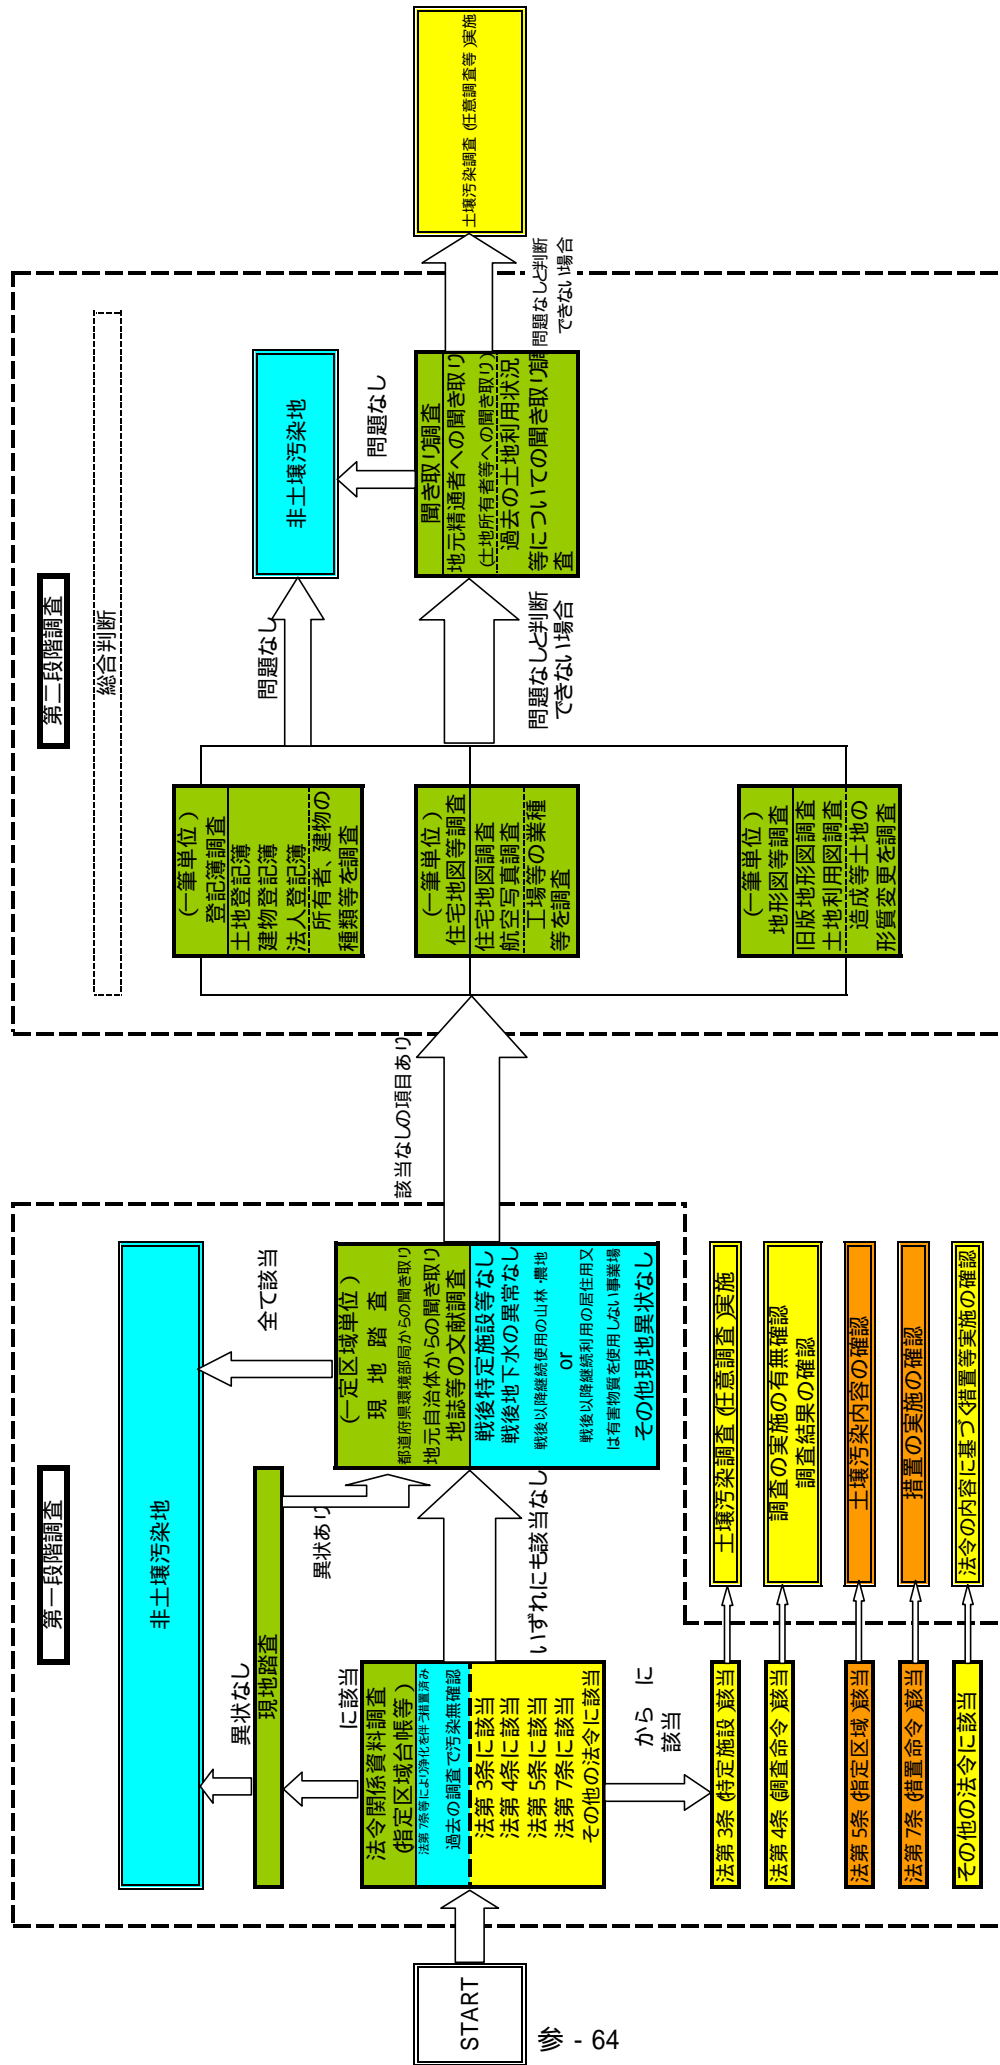 START
第一段階調査
非土壌汚染地
異状なし
現地踏査
異状あり
に該当
法令関係資料調査
(指定区域台帳等)
法第7条等により浄化を伴う措置済み
過去の調査で汚染無確認
法第3条に該当
法第4条に該当
法第5条に該当
法第7条に該当
その他の法令に該当
いずれにも該当なし
から に
該当
全て該当
(一定区域単位)
現 地 踏 査
都道府県環境部局からの聞き取り
地元自治体からの聞き取り
地誌等の文献調査
戦後特定施設等なし
戦後地下水の異常なし
戦後以降継続使用の山林・農地
or
戦後以降継続利用の居住用又
は有害物質を使用しない事業場
その他現地異状なし
法第3条(特定施設)該当
法第4条(調査命令)該当
法第5条(指定区域)該当
法第7条(措置命令)該当
その他の法令に該当
土壌汚染調査(任意調査)実施
調査の実施の有無確認
調査結果の確認
土壌汚染内容の確認
措置の実施の確認
法令の内容に基づく措置等実施の確認
該当なしの項目あり
第二段階調査
総合判断
(一筆単位)
登記簿調査
土地登記簿
建物登記簿
法人登記簿
所有者、建物の
種類等を調査
(一筆単位)
住宅地図等調査
住宅地図調査
航空写真調査
工場等の業種
等を調査
(一筆単位)
地形図等調査
旧版地形図調査
土地利用図調査
造成等土地の
形質変更を調査
問題なし
問題なしと判断
できない場合
非土壌汚染地
問題なし
聞き取り調査
地元精通者への聞き取り
(土地所有者等への聞き取り)
過去の土地利用状況
等についての聞き取り調
査
問題なしと判断
できない場合
土壌汚染調査(任意調査等)実施
参 - 64